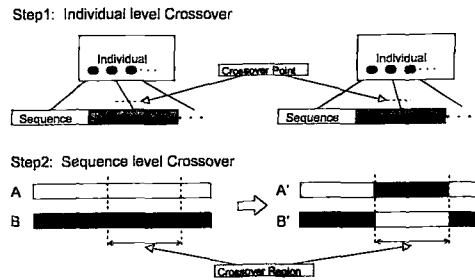 Step1: Individual level Crossover
Individual
Individual
Crossover Point
Sequence
Sequence
Step2: Sequence level Crossover
A
A'
B
B'
Crossover Region